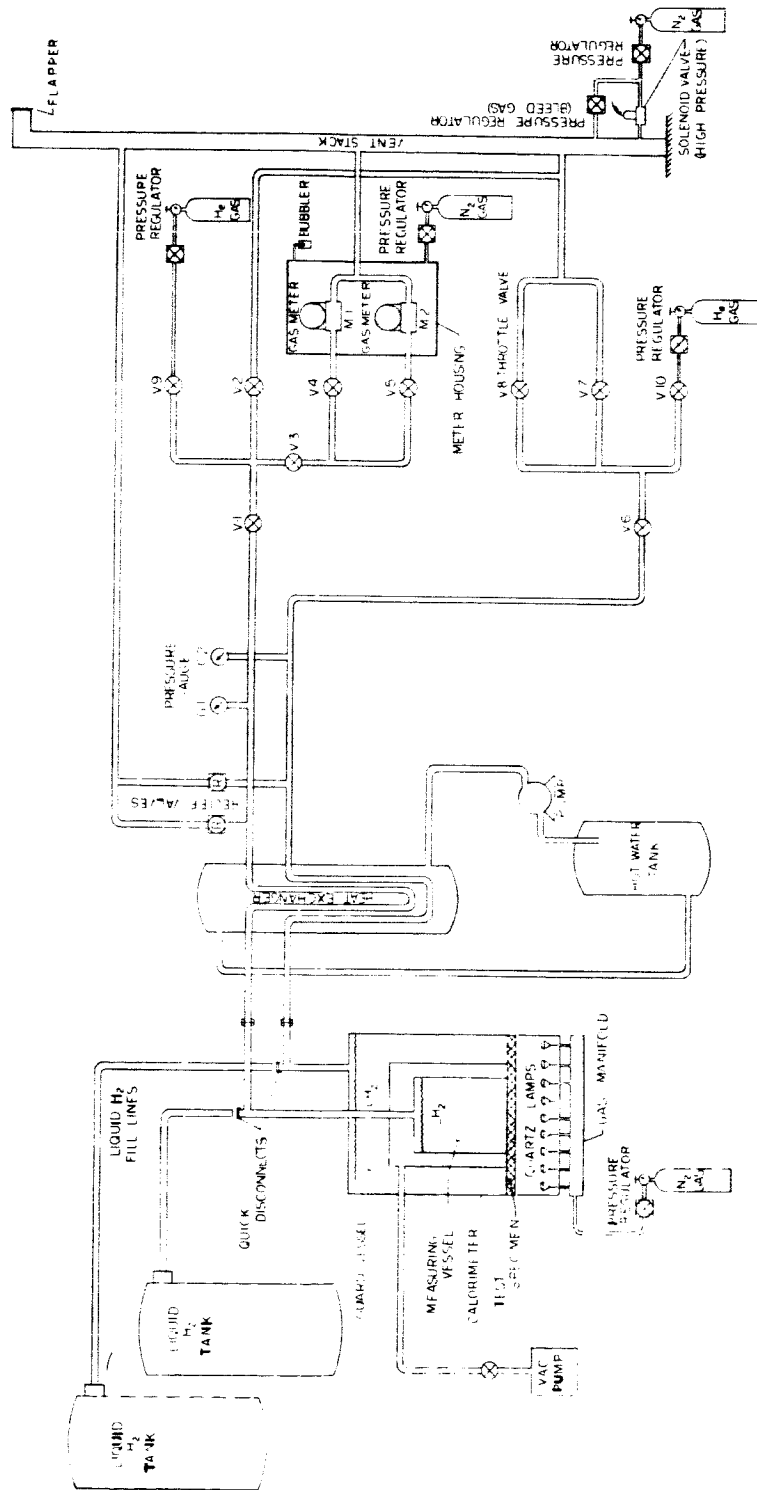 FLAPPER
VENT STACK
PRESSURE
REGULATOR
N2
GAS
PRESSURE REGULATOR
(BLEED GAS)
SOLENOID VALVE
(HIGH PRESSURE)
PRESSURE
REGULATOR
He
GAS
BUBBLER
PRESSURE
REGULATOR
N2
GAS
GAS METER
M1
GAS METER
M2
METER HOUSING
V9
V2
V4
V5
V3
V1
V8 THROTTLE VALVE
V7
V10
V6
PRESSURE
REGULATOR
He
GAS
PRESSURE
GAUGE
G1
G2
RELIEF VALVES
R
R
HEAT EXCHANGER
PUMP
HOT WATER
TANK
LIQUID H2
FILL LINES
QUICK
DISCONNECTS
LIQUID
H2
TANK
LIQUID
H2
TANK
GUARD VESSEL
H2
H2
MEASURING
VESSEL
CALORIMETER
TEST
SPECIMEN
QUARTZ LAMPS
GAS MANIFOLD
PRESSURE
REGULATOR
N2
GAS
VAC
PUMP